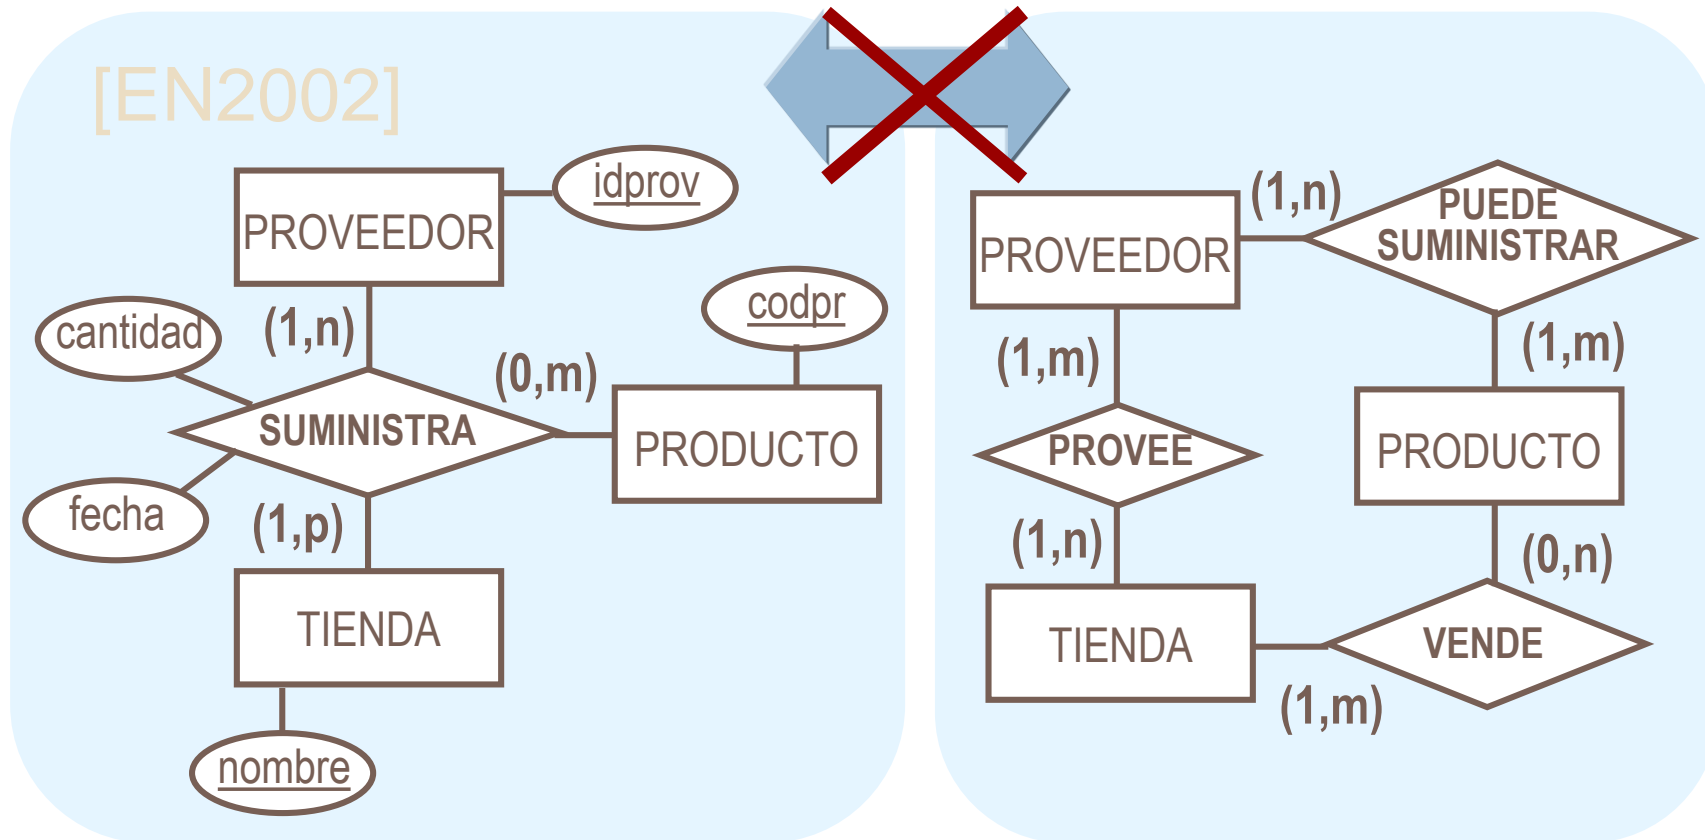 [EN2002]
idprov
PROVEEDOR
codpr
cantidad
(1,n)
(0,m)
SUMINISTRA
PRODUCTO
fecha
(1,p)
TIENDA
nombre
(1,n)
PUEDE
SUMINISTRAR
PROVEEDOR
(1,m)
(1,m)
PROVEE
PRODUCTO
(1,n)
(0,n)
TIENDA
VENDE
(1,m)